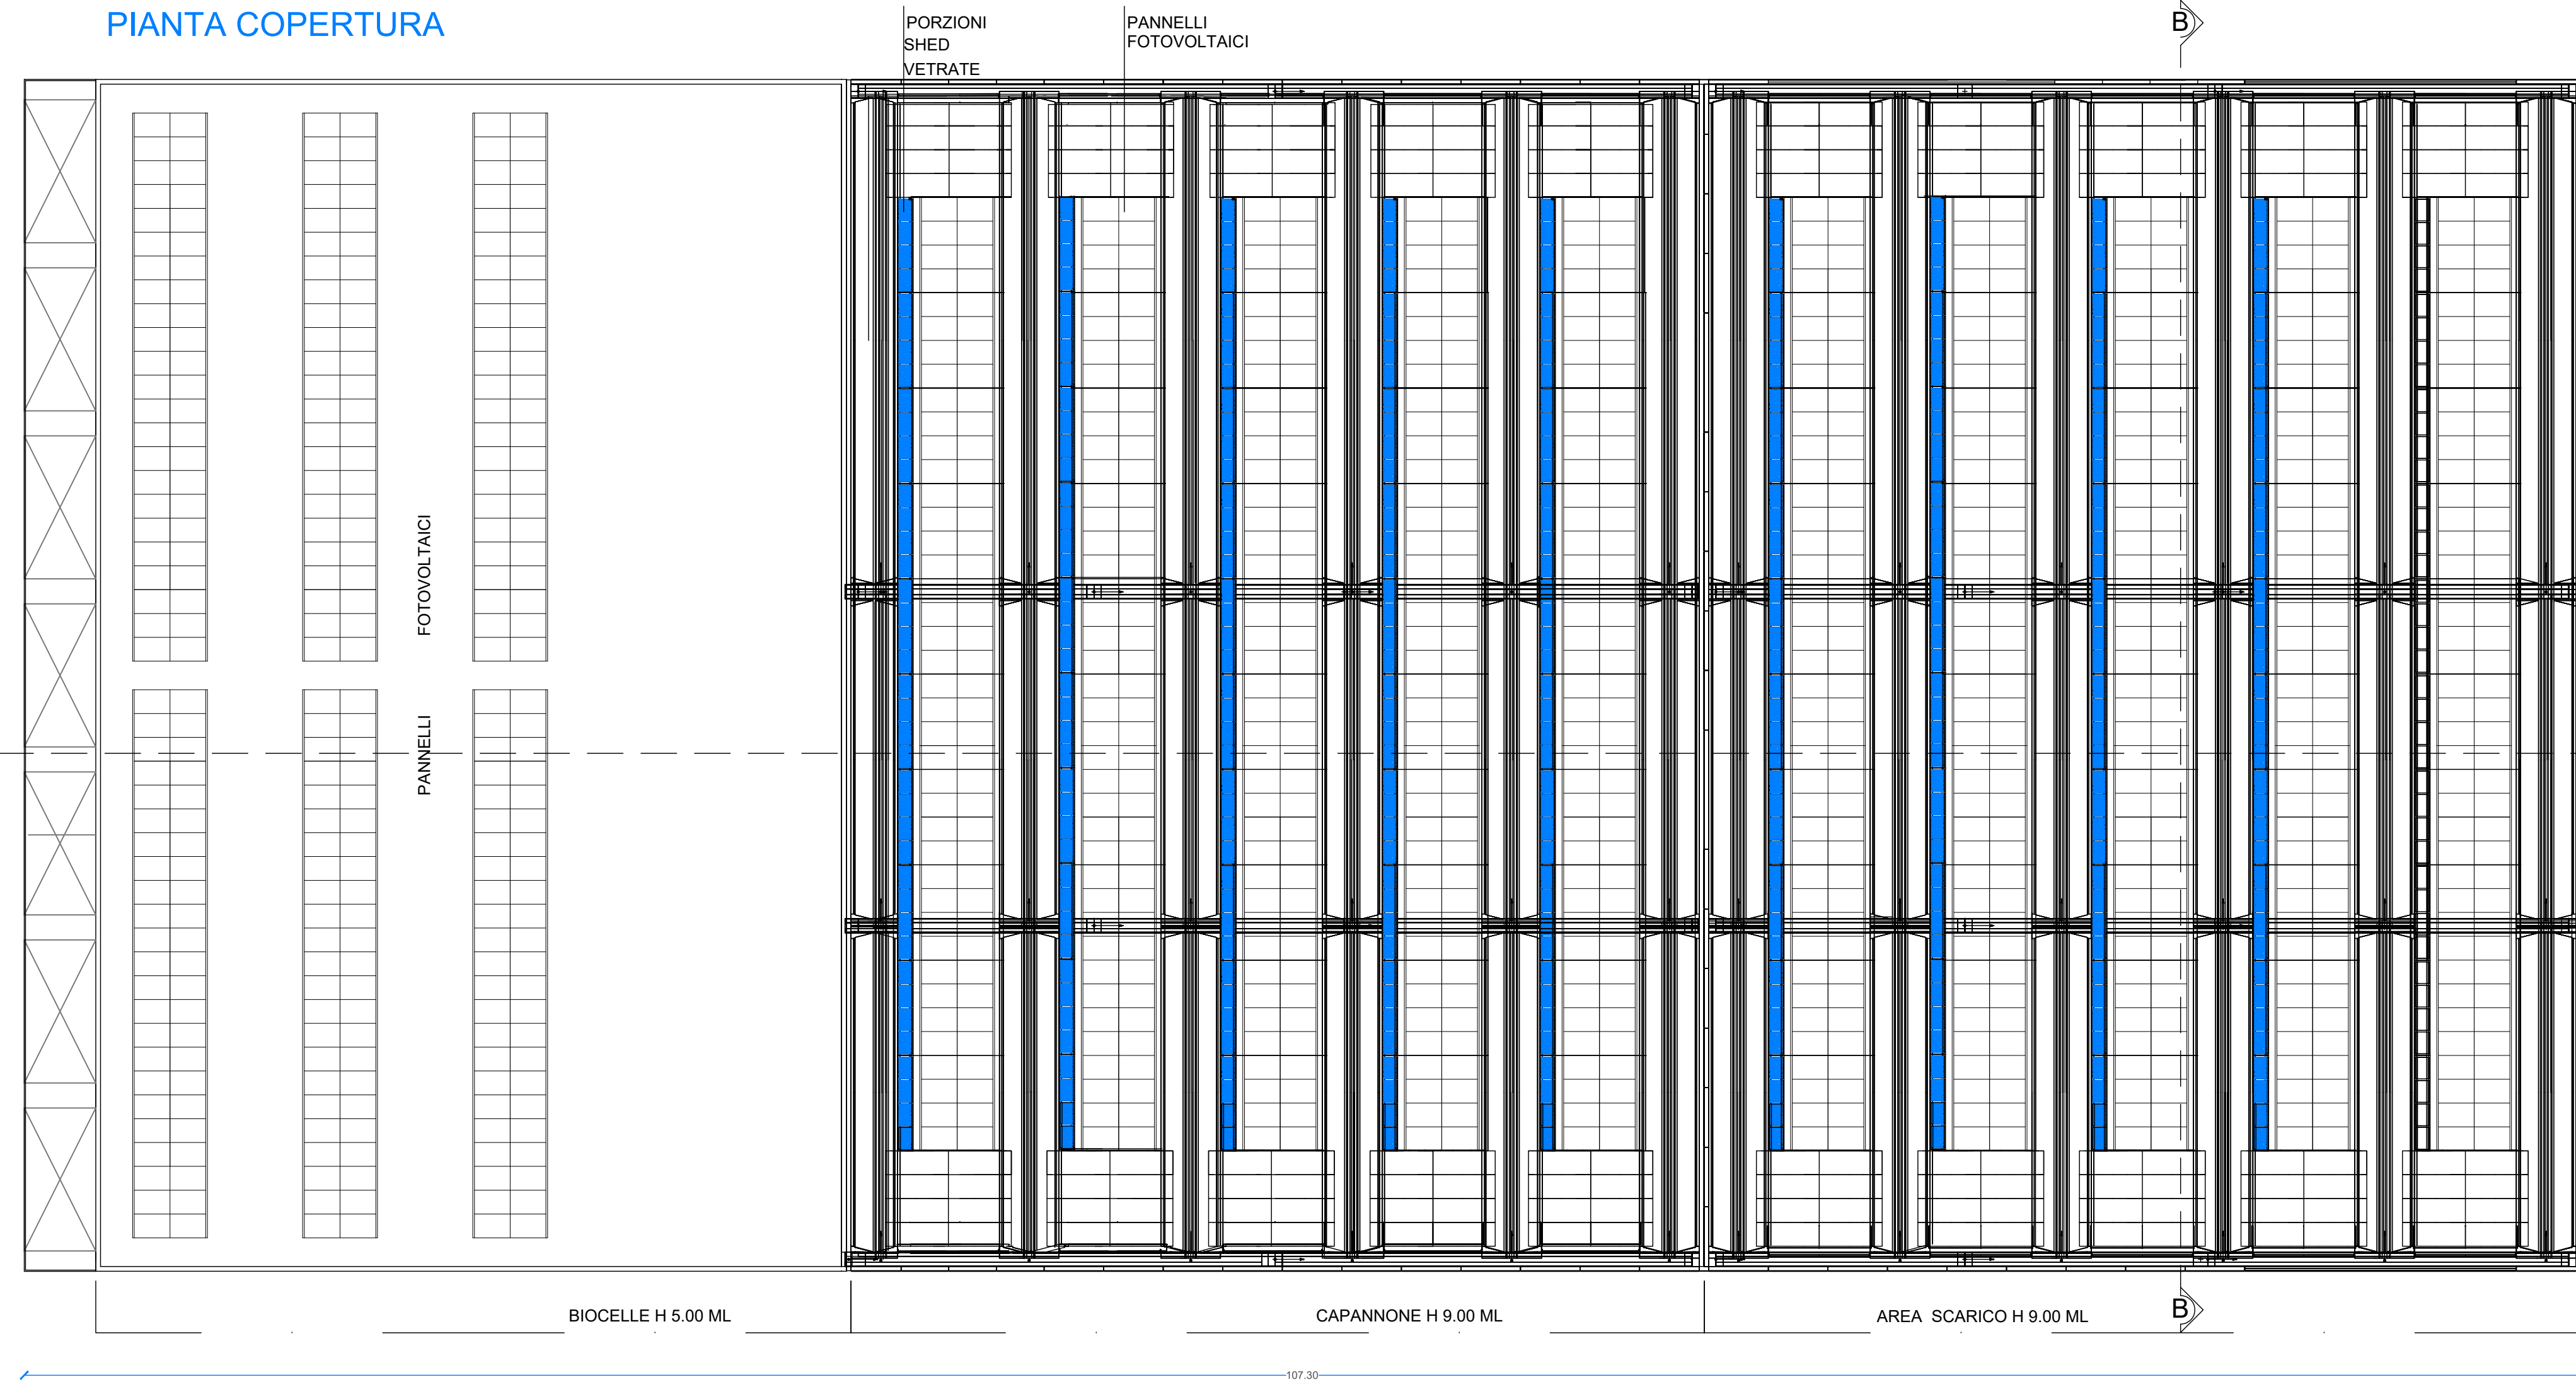 PIANTA COPERTURA
PORZIONI
SHED
VETRATE
PANNELLI
FOTOVOLTAICI
B
PANNELLI FOTOVOLTAICI
BIOCELLE H 5.00 ML
CAPANNONE H 9.00 ML
AREA SCARICO H 9.00 ML
B
107.30